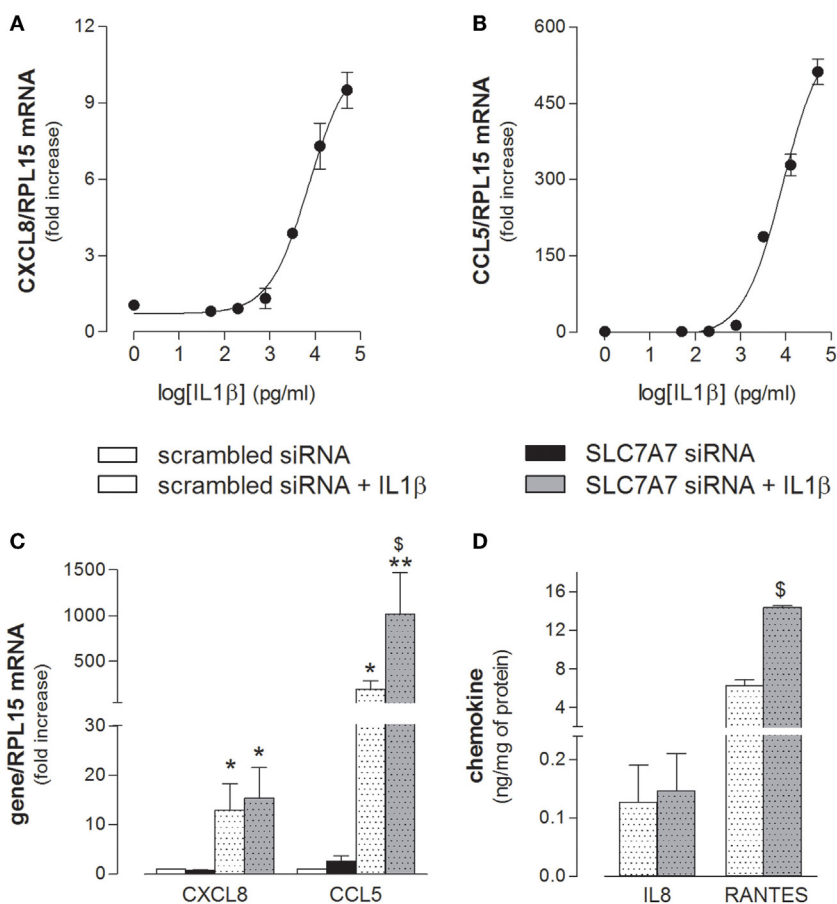 A
CXCL8/RPL15 mRNA
(fold increase)
12
9
6
3
0
0 1 2 3 4 5
log[IL1β] (pg/ml)
B
CCL5/RPL15 mRNA
(fold increase)
600
450
300
150
0
0 1 2 3 4 5
log[IL1β] (pg/ml)
scrambled siRNA
scrambled siRNA + IL1β
SLC7A7 siRNA
SLC7A7 siRNA + IL1β
C
gene/RPL15 mRNA
(fold increase)
1500
1000
500
30
20
10
0
*
*
*
$
**
CXCL8 CCL5
D
chemokine
(ng/mg of protein)
16
12
8
4
0.2
0.1
0.0
$
IL8 RANTES